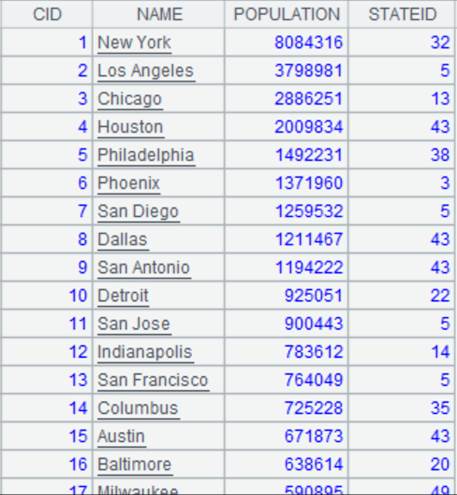 CID NAME POPULATION STATEID
1 New York 8084316 32
2 Los Angeles 3798981 5
3 Chicago 2886251 13
4 Houston 2009834 43
5 Philadelphia 1492231 38
6 Phoenix 1371960 3
7 San Diego 1259532 5
8 Dallas 1211467 43
9 San Antonio 1194222 43
10 Detroit 925051 22
11 San Jose 900443 5
12 Indianapolis 783612 14
13 San Francisco 764049 5
14 Columbus 725228 35
15 Austin 671873 43
16 Baltimore 638614 20
17 Milwaukee 590895 49